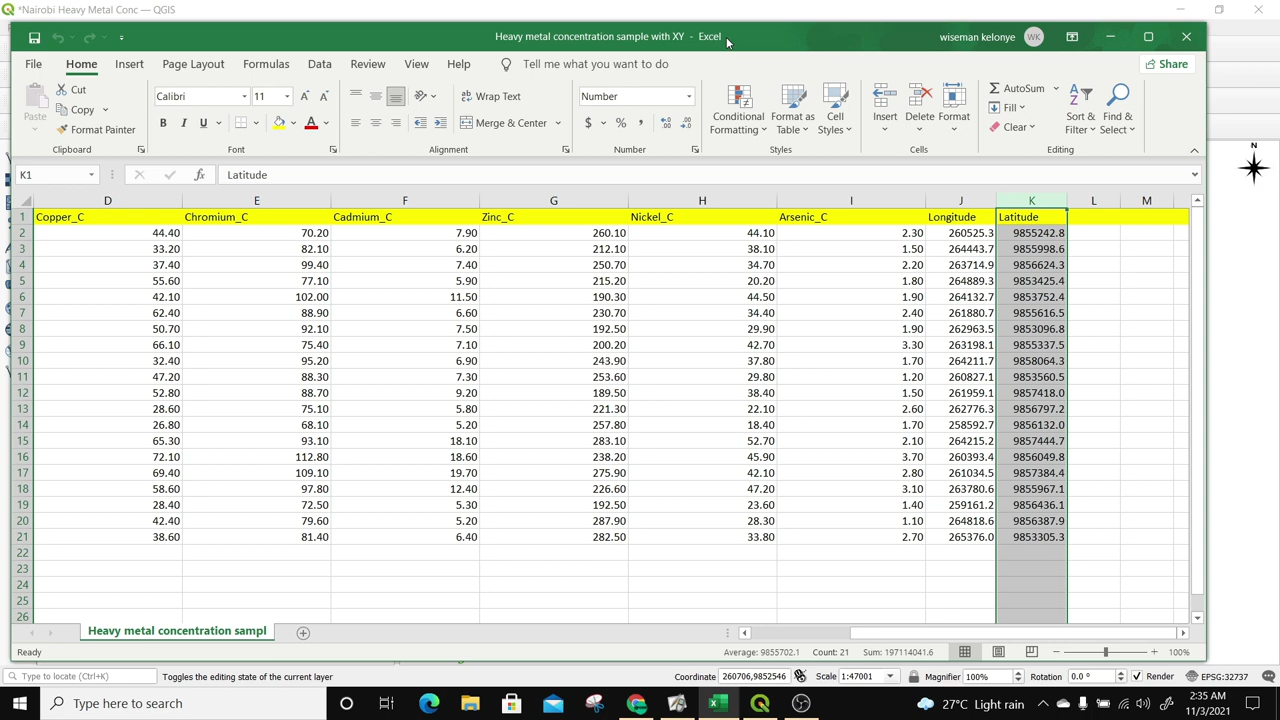 *Nairobi Heavy Metal Conc — QGIS
Heavy metal concentration sample with XY - Excel
wiseman kelonye WK
File Home Insert Page Layout Formulas Data Review View Help Tell me what you want to do Share
Paste Cut Copy Format Painter
Calibri 11 Wrap Text Number
B I U A Merge & Center $ % ,
Conditional Formatting Format as Table Cell Styles Insert Delete Format
AutoSum Fill Clear Sort & Filter Find & Select
Clipboard Font Alignment Number Styles Cells Editing
K1 fx Latitude
D E F G H I J K L M
1 Copper_C Chromium_C Cadmium_C Zinc_C Nickel_C Arsenic_C Longitude Latitude
2 44.40 70.20 7.90 260.10 44.10 2.30 260525.3 9855242.8
3 33.20 82.10 6.20 212.10 38.10 1.50 264443.7 9855998.6
4 37.40 99.40 7.40 250.70 34.70 2.20 263714.9 9856624.3
5 55.60 77.10 5.90 215.20 20.20 1.80 264889.3 9853425.4
6 42.10 102.00 11.50 190.30 44.50 1.90 264132.7 9853752.4
7 62.40 88.90 6.60 230.70 34.40 2.40 261880.7 9855616.5
8 50.70 92.10 7.50 192.50 29.90 1.90 262963.5 9853096.8
9 66.10 75.40 7.10 200.20 42.70 3.30 263198.1 9855337.5
10 32.40 95.20 6.90 243.90 37.80 1.70 264211.7 9858064.3
11 47.20 88.30 7.30 253.60 29.80 1.20 260827.1 9853560.5
12 52.80 88.70 9.20 189.50 38.40 1.50 261959.1 9857418.0
13 28.60 75.10 5.80 221.30 22.10 2.60 262776.3 9856797.2
14 26.80 68.10 5.20 257.80 18.40 1.70 258592.7 9856132.0
15 65.30 93.10 18.10 283.10 52.70 2.10 264215.2 9857444.7
16 72.10 112.80 18.60 238.20 45.90 3.70 260393.4 9856049.8
17 69.40 109.10 19.70 275.90 42.10 2.80 261034.5 9857384.4
18 58.60 97.80 12.40 226.60 47.20 3.10 263780.6 9855967.1
19 28.40 72.50 5.30 192.50 23.60 1.40 259161.2 9856436.1
20 42.40 79.60 5.20 287.90 28.30 1.10 264818.6 9856387.9
21 38.60 81.40 6.40 282.50 33.80 2.70 265376.0 9853305.3
22
23
24
25
26
Heavy metal concentration sampl
Ready Average: 9855702.1 Count: 21 Sum: 197114041.6 100%
Type to locate (Ctrl+K) Toggles the editing state of the current layer Coordinate 260706,9852546 Scale 1:47001 Magnifier 100% Rotation 0.0 ° Render EPSG:32737
Type here to search 27°C Light rain 2:35 AM
11/3/2021
N